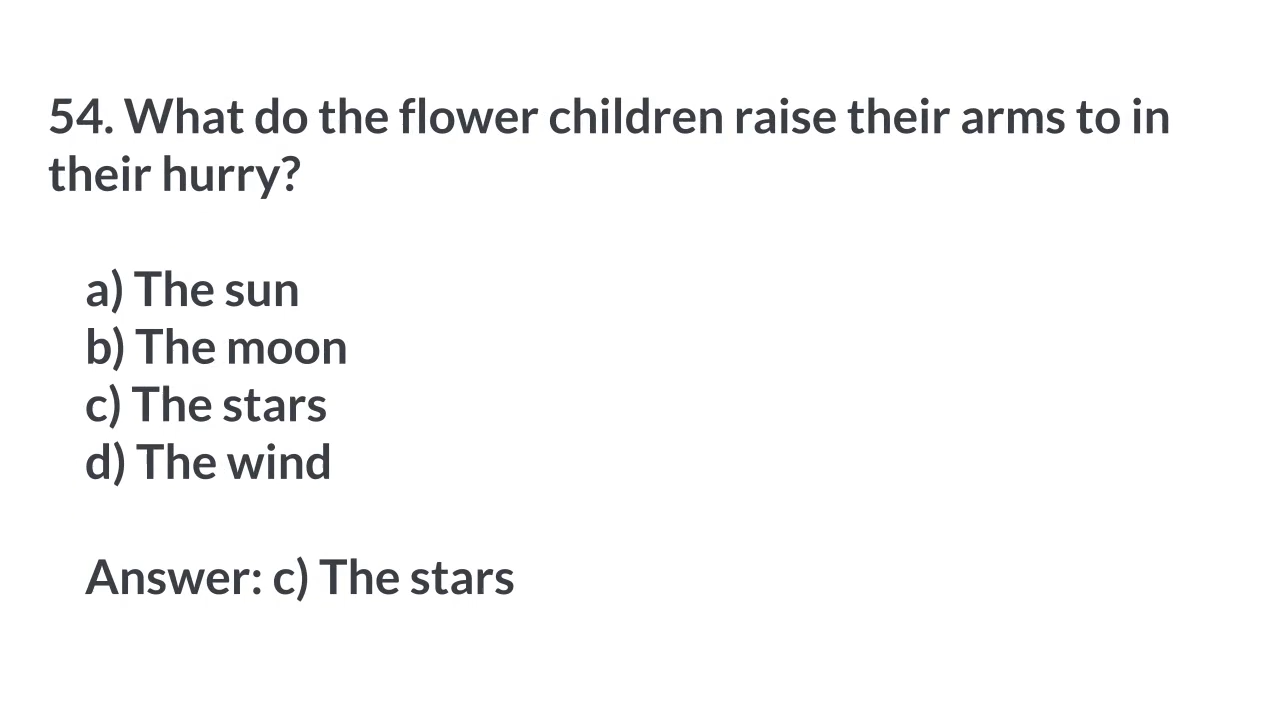 54. What do the flower children raise their arms to in
their hurry?
a) The sun
b) The moon
c) The stars
d) The wind
Answer: c) The stars